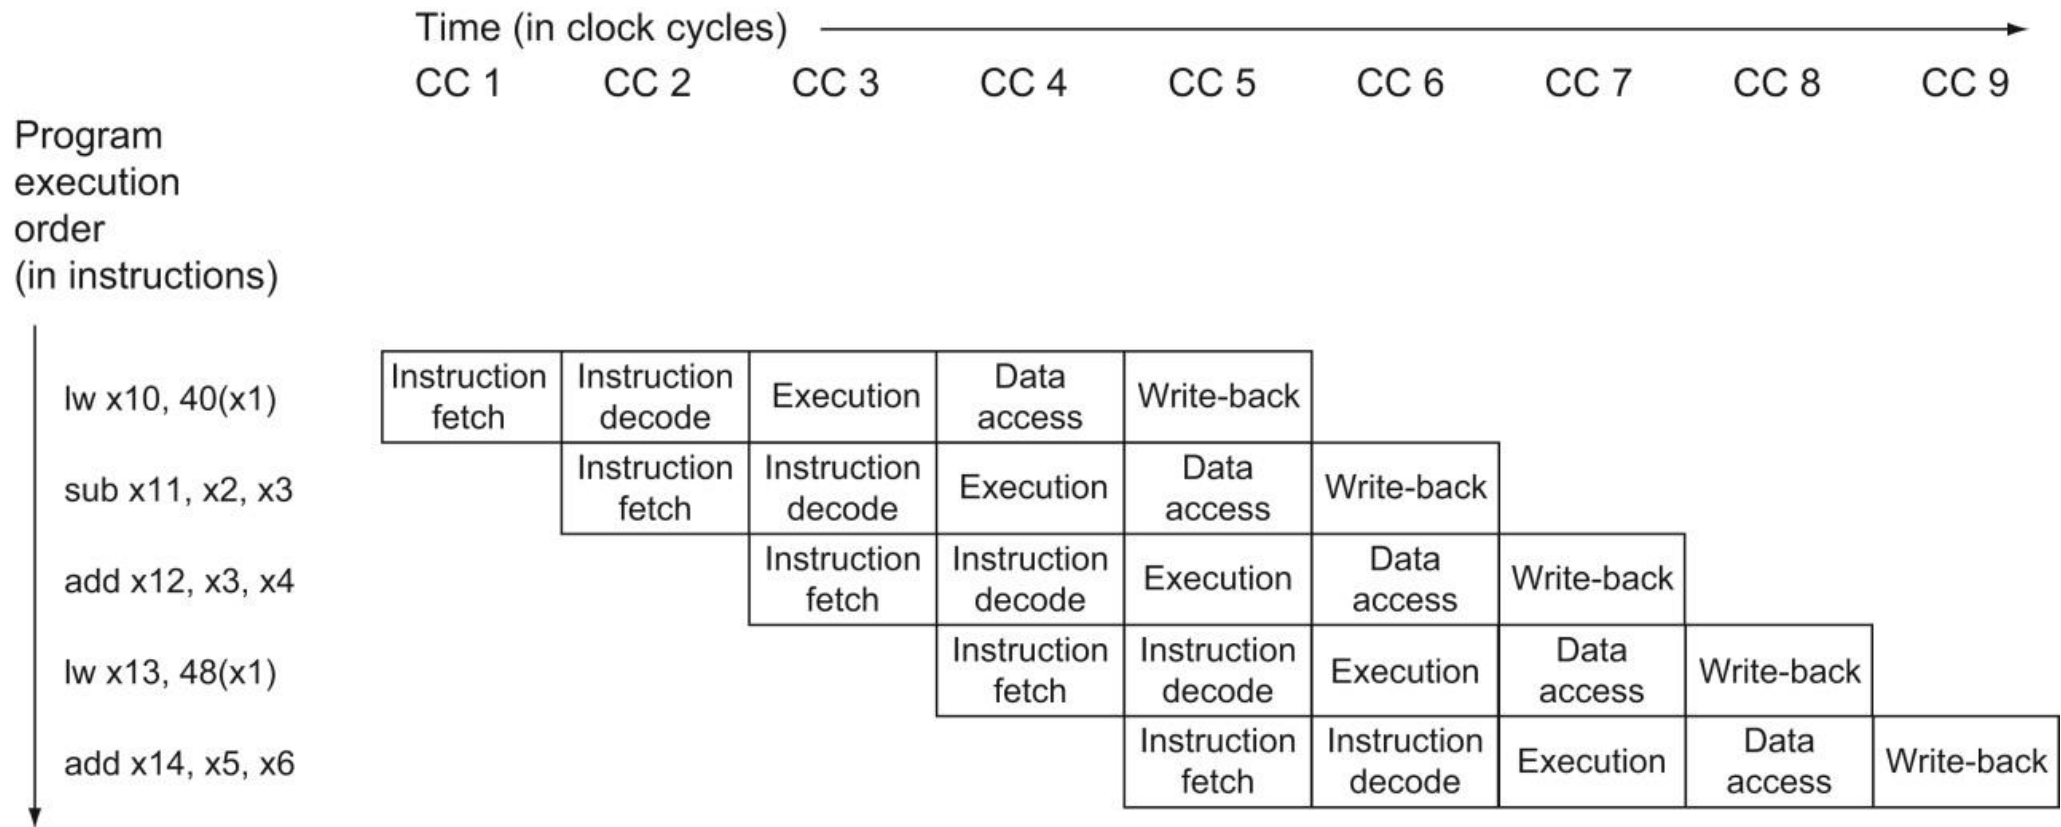 Time (in clock cycles)
CC 1 CC 2 CC 3 CC 4 CC 5 CC 6 CC 7 CC 8 CC 9
Program
execution
order
(in instructions)
lw x10, 40(x1)
Instruction
fetch
Instruction
decode
Execution
Data
access
Write-back
sub x11, x2, x3
Instruction
fetch
Instruction
decode
Execution
Data
access
Write-back
add x12, x3, x4
Instruction
fetch
Instruction
decode
Execution
Data
access
Write-back
lw x13, 48(x1)
Instruction
fetch
Instruction
decode
Execution
Data
access
Write-back
add x14, x5, x6
Instruction
fetch
Instruction
decode
Execution
Data
access
Write-back